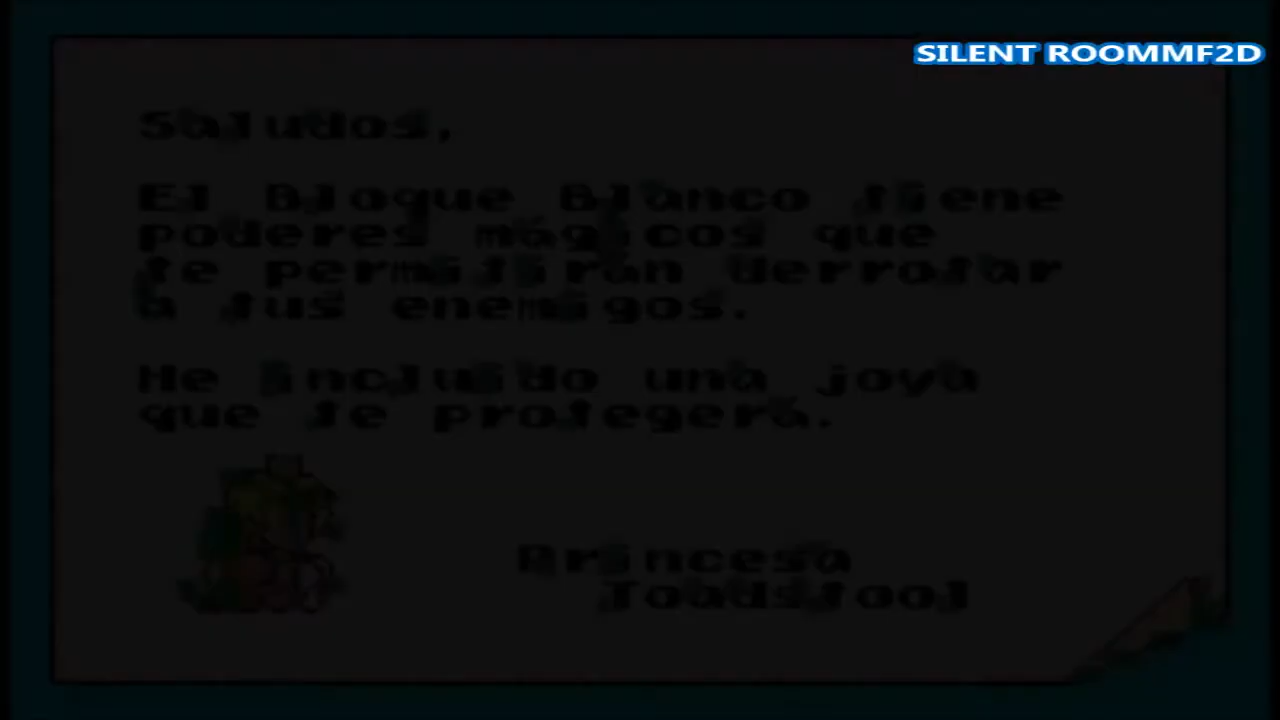 SILENT ROOMMF2D
Saludos,
El Bloque Blanco tiene
poderes mágicos que
te permitirán derrotar
a tus enemigos.
He incluido una joya
que te protegerá.
Princesa
Toadstool